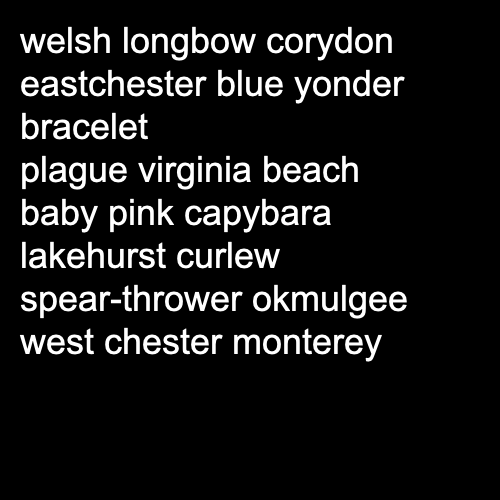 welsh longbow corydon
eastchester blue yonder
bracelet
plague virginia beach
baby pink capybara
lakehurst curlew
spear-thrower okmulgee
west chester monterey